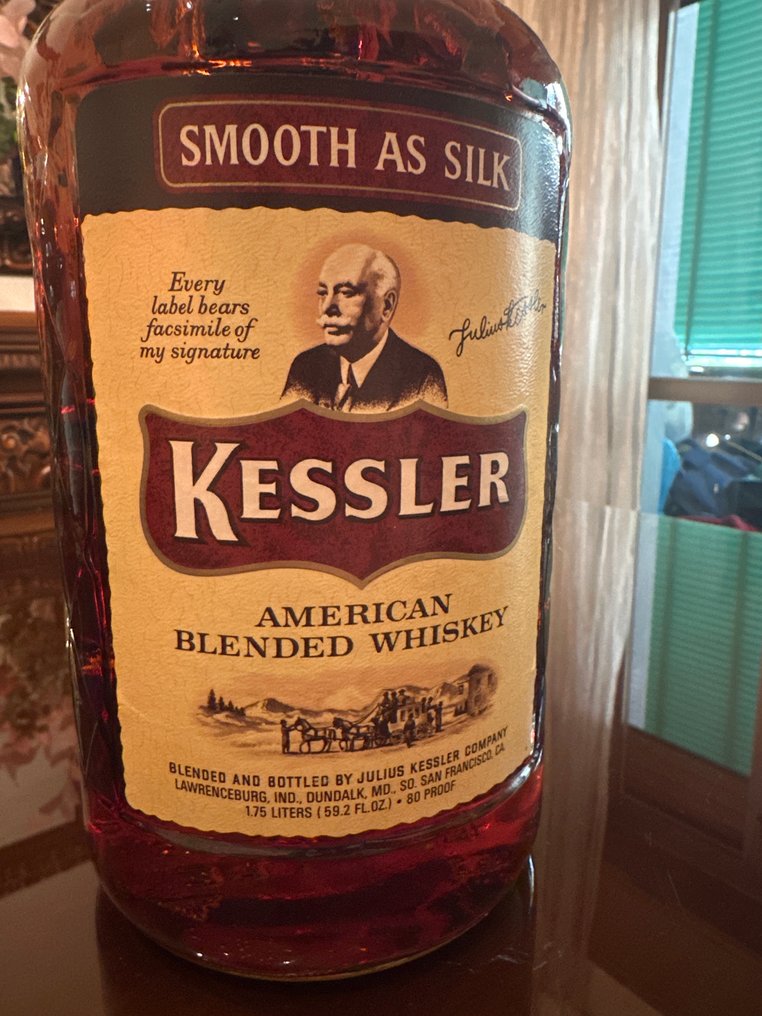 SMOOTH AS SILK
Every
label bears
facsimile of
my signature
Julius Kessler
KESSLER
AMERICAN
BLENDED WHISKEY
BLENDED AND BOTTLED BY JULIUS KESSLER COMPANY
LAWRENCEBURG, IND., DUNDALK, MD., SO. SAN FRANCISCO, CA.
1.75 LITERS (59.2 FL.OZ.) • 80 PROOF